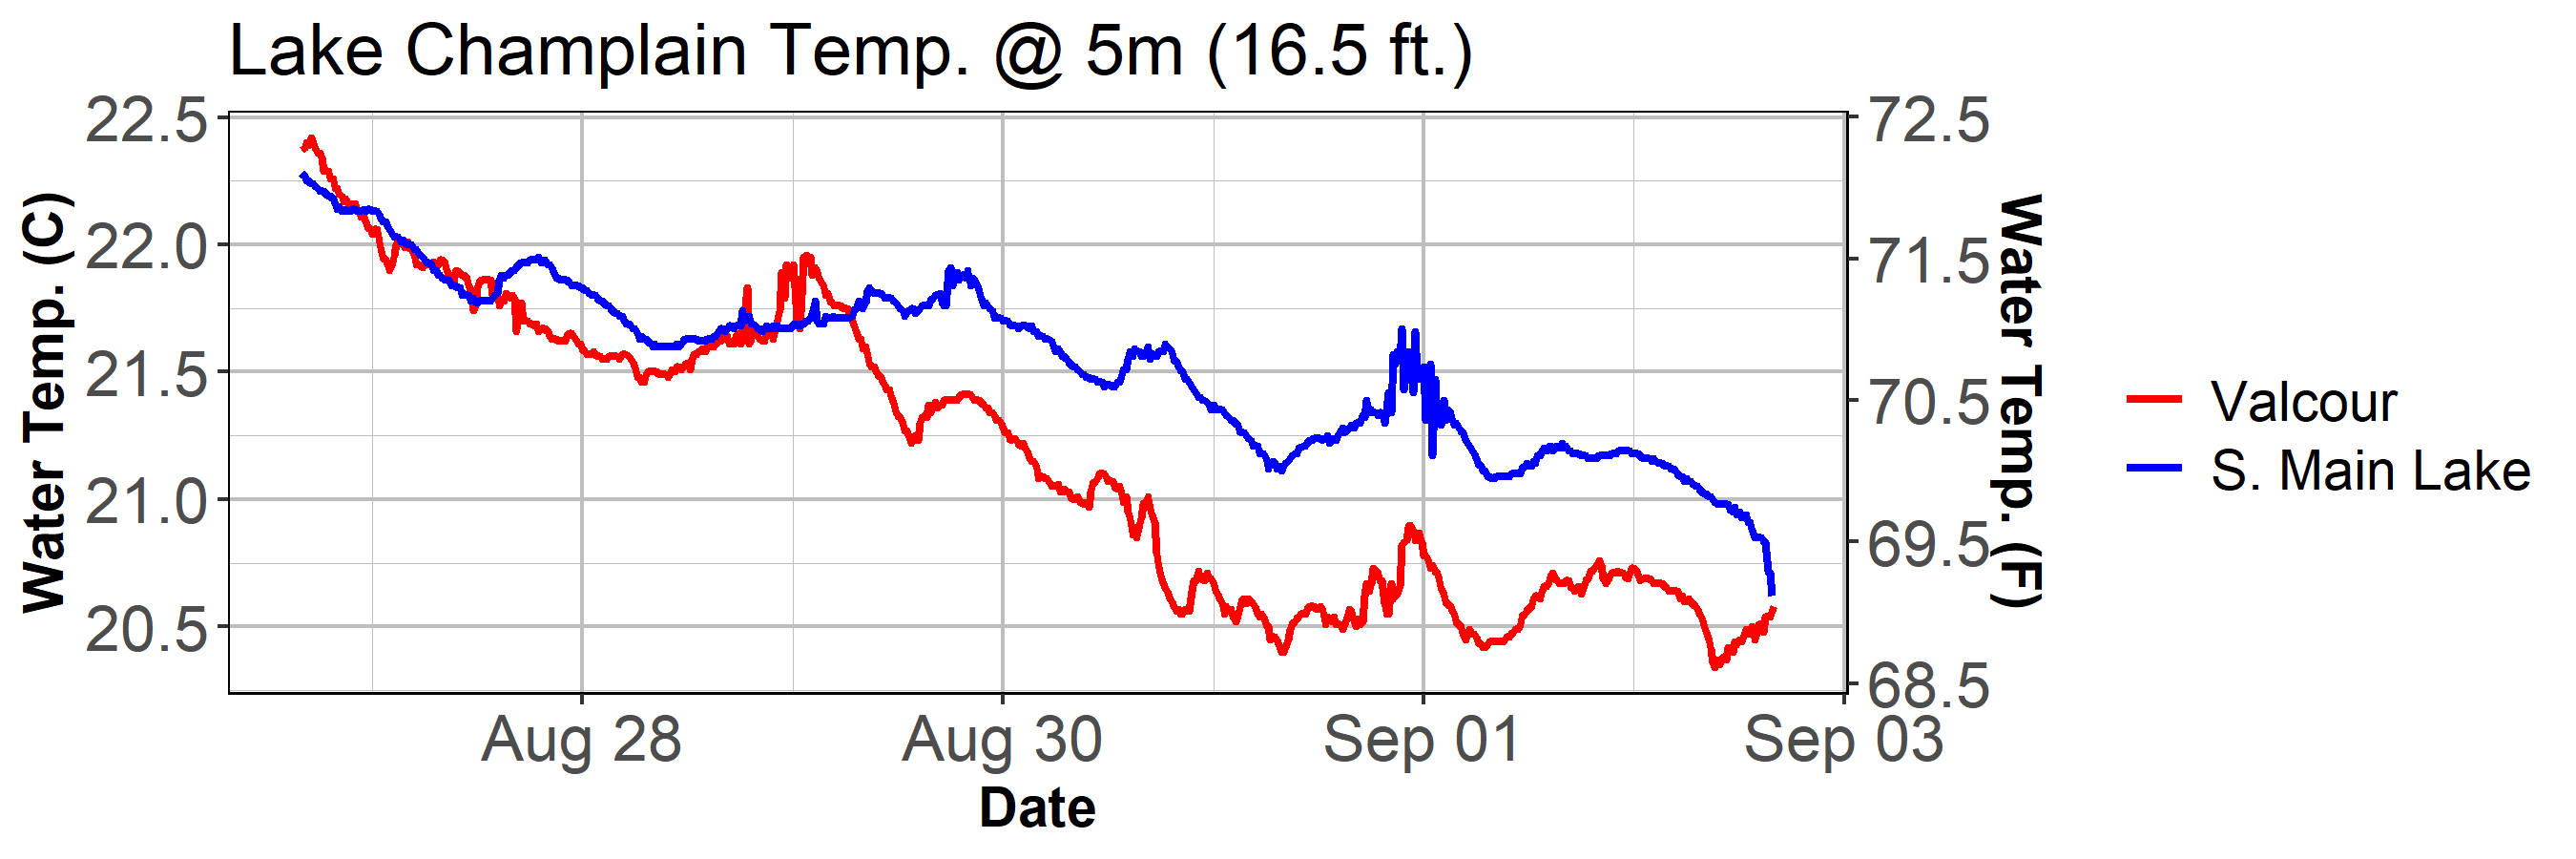 Lake Champlain Temp. @ 5m (16.5 ft.)
Water Temp. (C)
22.5
22.0
21.5
21.0
20.5
72.5
71.5
70.5
69.5
68.5
Water Temp. (F)
Aug 28
Aug 30
Sep 01
Sep 03
Date
Valcour
S. Main Lake